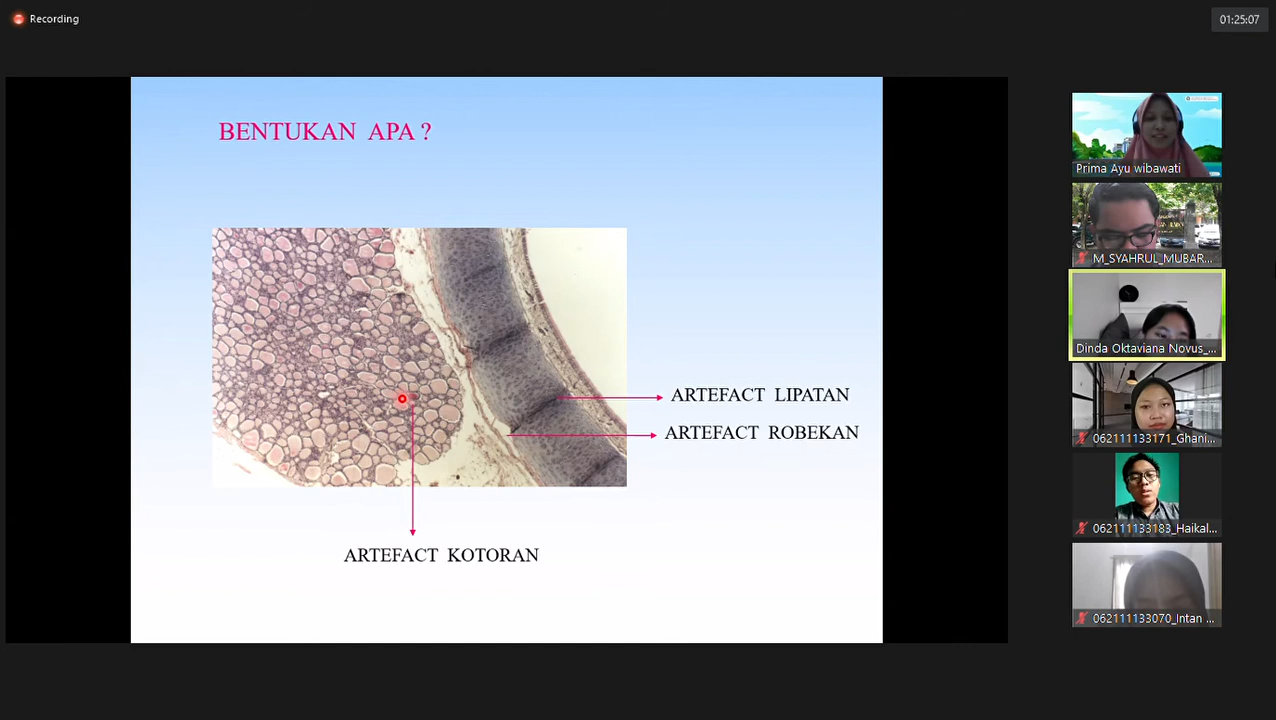 Recording
01:25:07
BENTUKAN APA ?
ARTEFACT LIPATAN
ARTEFACT ROBEKAN
ARTEFACT KOTORAN
Prima Ayu wibawati
M_SYAHRUL_MUBAR...
Dinda Oktaviana Novus_...
062111133171_Ghani...
062111133183_Haikal...
062111133070_Intan ...